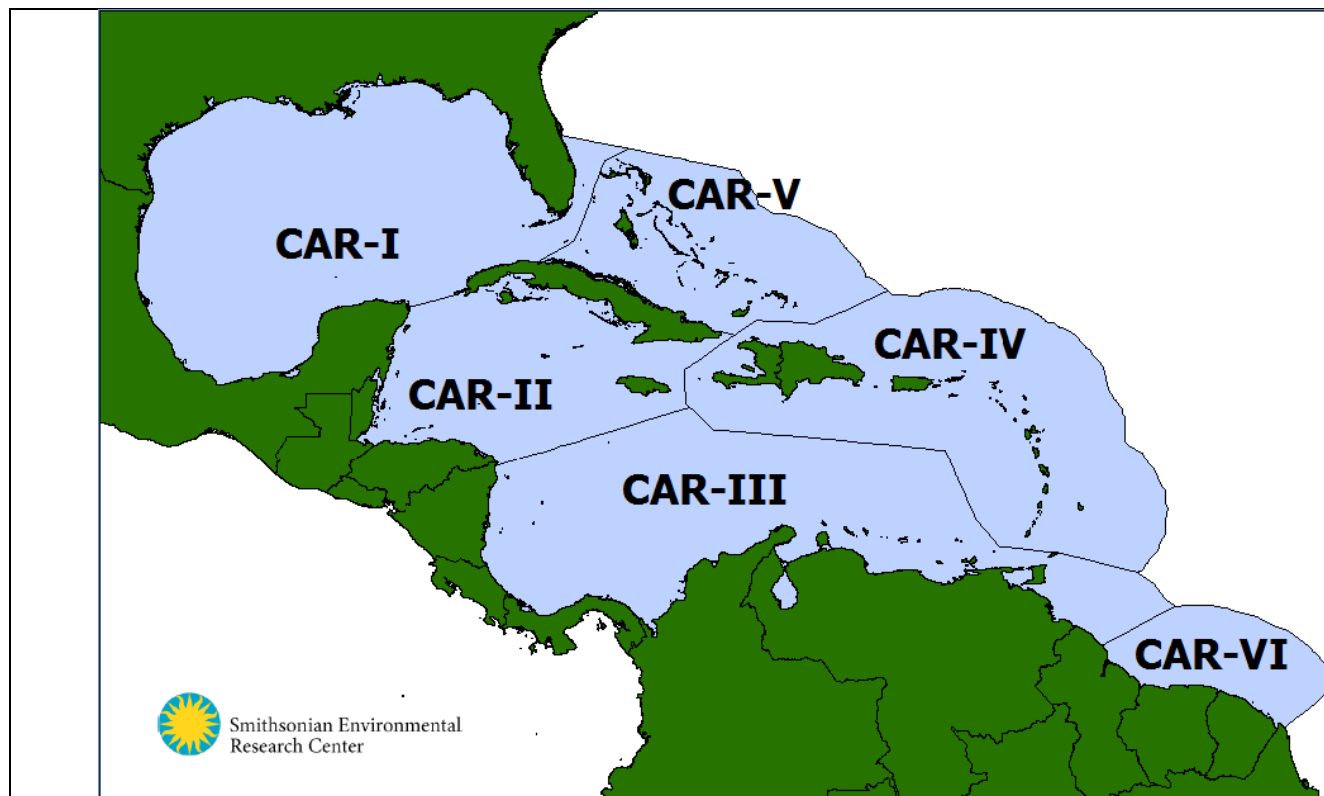 CAR-V
CAR-I
CAR-IV
CAR-II
CAR-III
CAR-VI
Smithsonian Environmental
Research Center